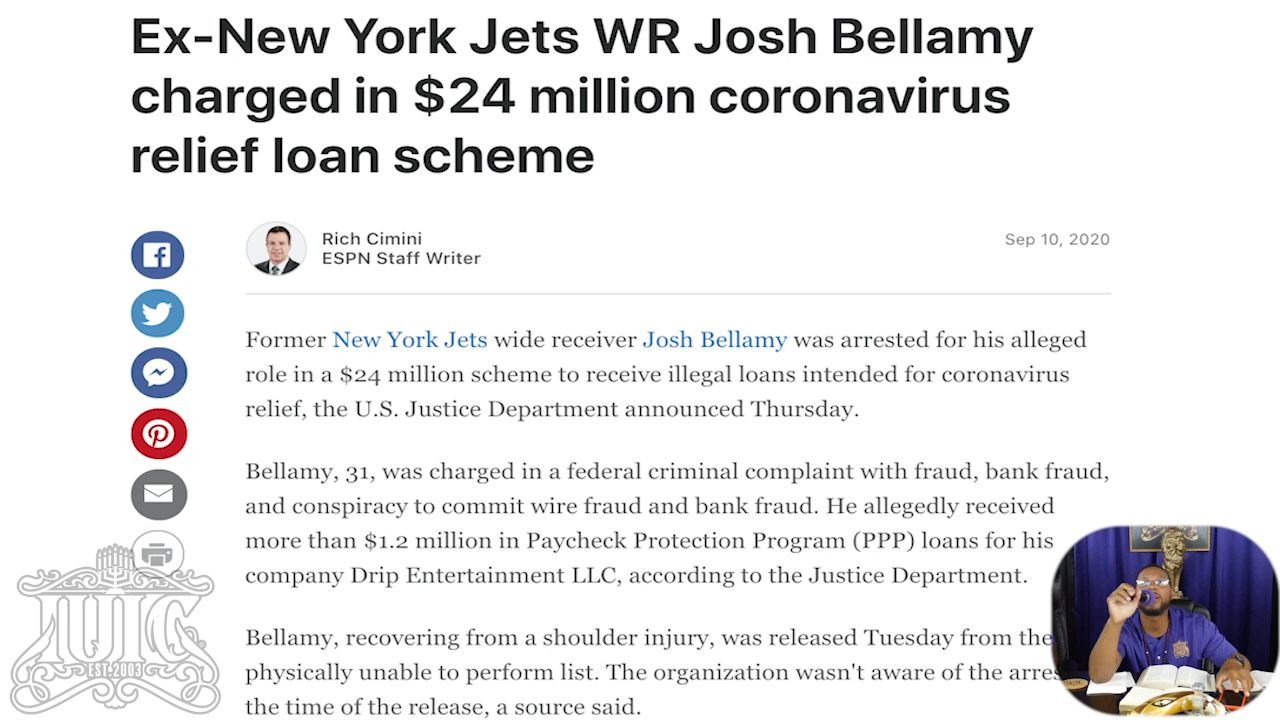 Ex-New York Jets WR Josh Bellamy
charged in $24 million coronavirus
relief loan scheme
Rich Cimini
ESPN Staff Writer
Sep 10, 2020
Former New York Jets wide receiver Josh Bellamy was arrested for his alleged
role in a $24 million scheme to receive illegal loans intended for coronavirus
relief, the U.S. Justice Department announced Thursday.
Bellamy, 31, was charged in a federal criminal complaint with fraud, bank fraud,
and conspiracy to commit wire fraud and bank fraud. He allegedly received
more than $1.2 million in Paycheck Protection Program (PPP) loans for his
company Drip Entertainment LLC, according to the Justice Department.
Bellamy, recovering from a shoulder injury, was released Tuesday from the
physically unable to perform list. The organization wasn't aware of the arres
the time of the release, a source said.
IUIC
EST.2003